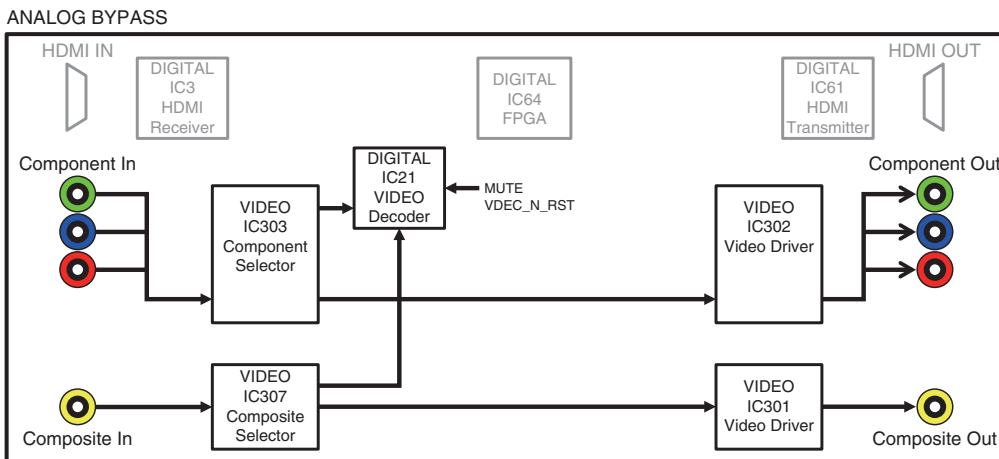 ANALOG BYPASS
HDMI IN
DIGITAL
IC3
HDMI
Receiver
DIGITAL
IC64
FPGA
DIGITAL
IC61
HDMI
Transmitter
HDMI OUT
Component In
VIDEO
IC303
Component
Selector
DIGITAL
IC21
VIDEO
Decoder
MUTE
VDEC_N_RST
VIDEO
IC302
Video Driver
Component Out
Composite In
VIDEO
IC307
Composite
Selector
VIDEO
IC301
Video Driver
Composite Out